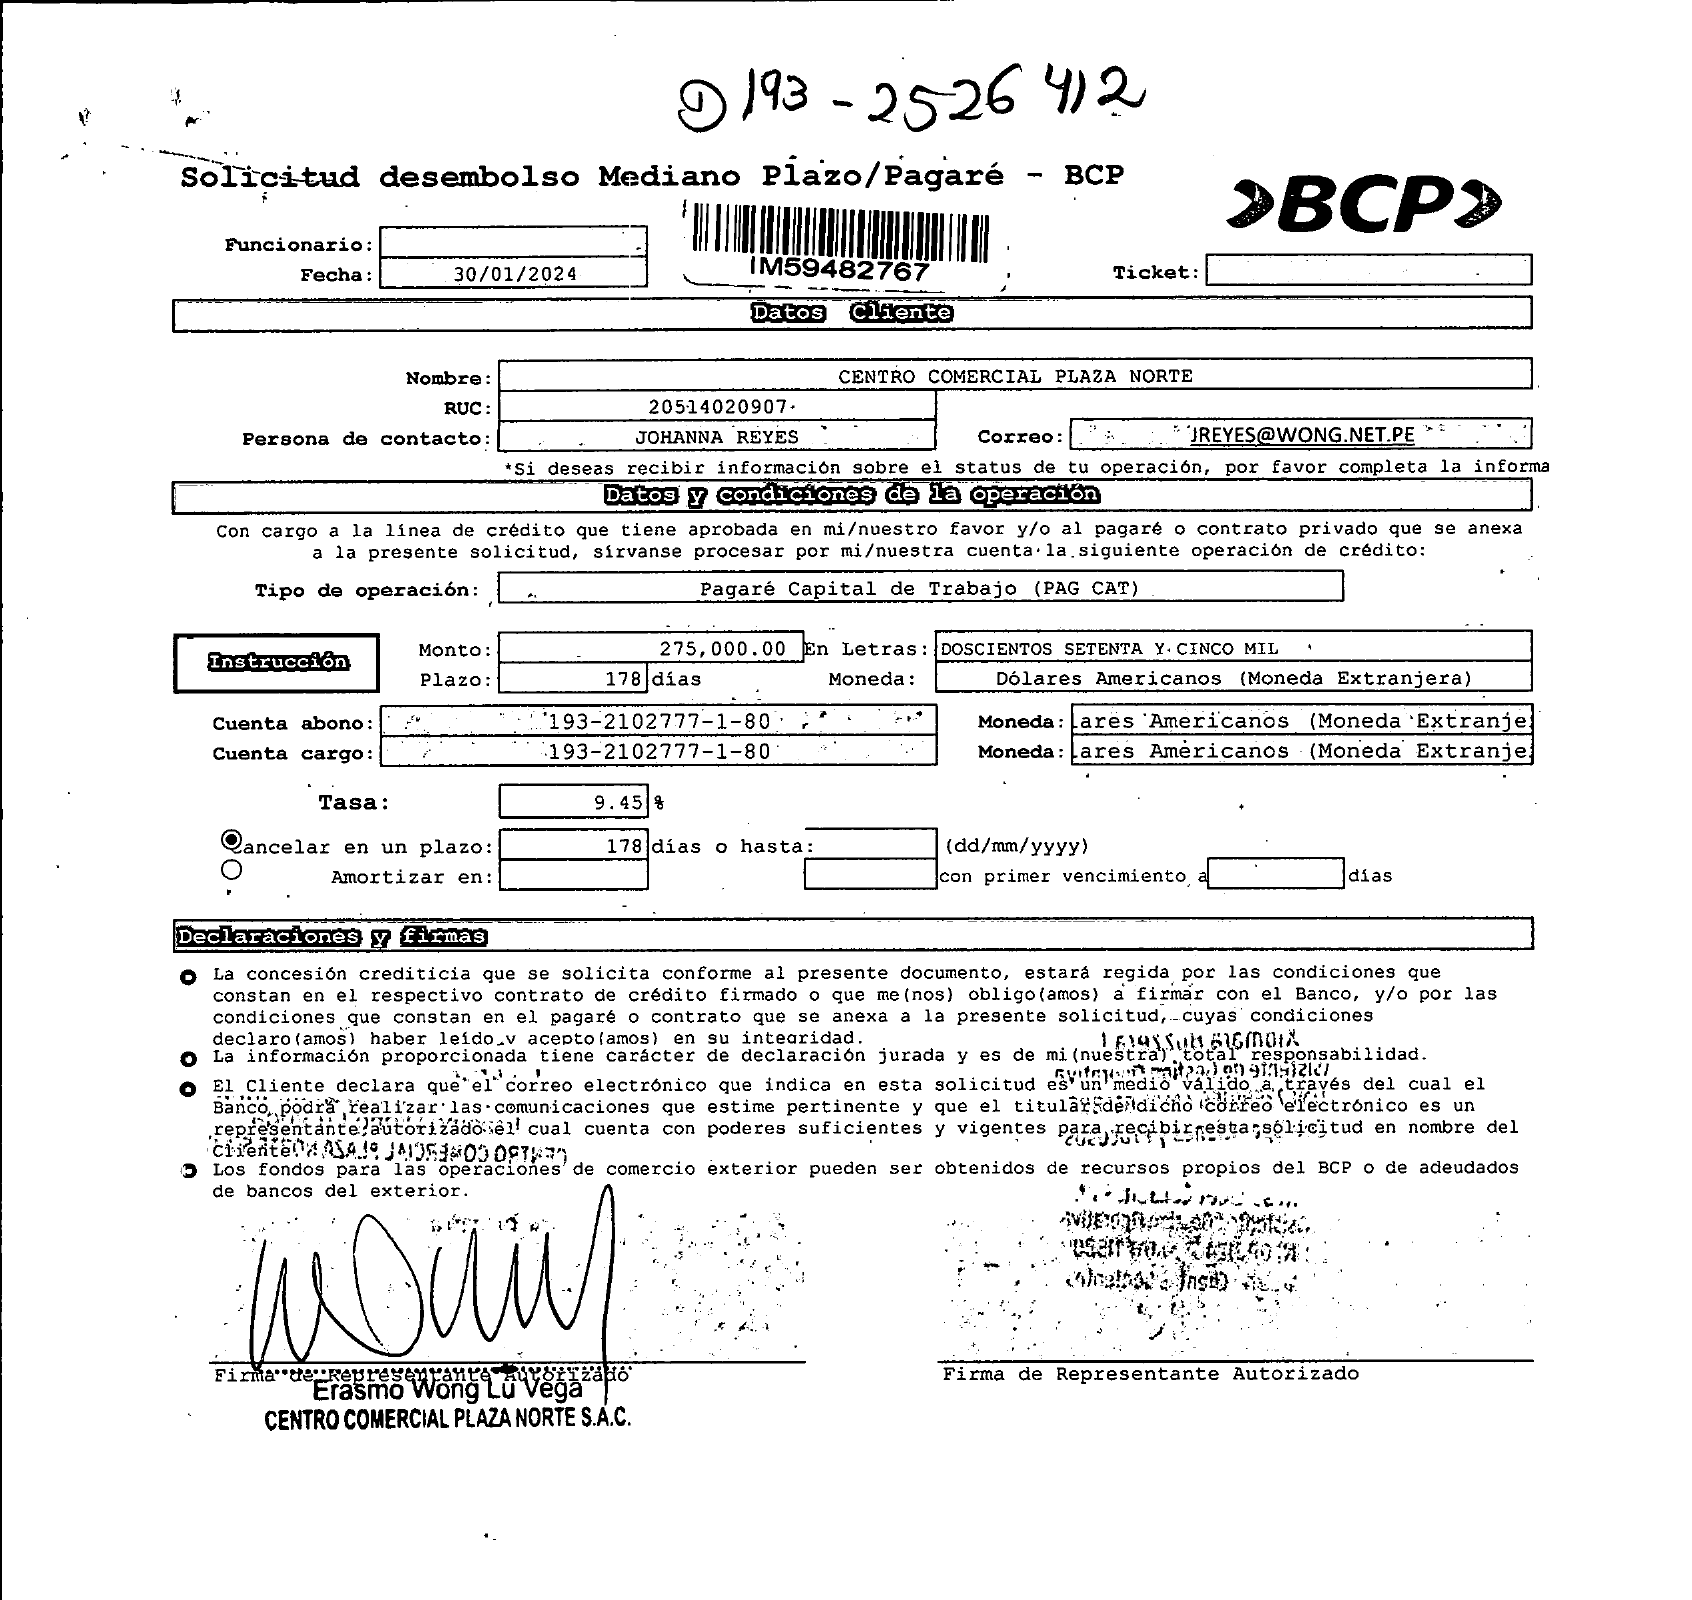 ① 193-2526412
Solicitud desembolso Mediano Plazo/Pagaré - BCP
BCP
Funcionario:
Fecha: 30/01/2024
IM59482767
Ticket:
Datos Cliente
Nombre: CENTRO COMERCIAL PLAZA NORTE
RUC: 20514020907
Persona de contacto: JOHANNA REYES Correo: JREYES@WONG.NET.PE
*Si deseas recibir información sobre el status de tu operación, por favor completa la informa
Datos y condiciones de la operación
Con cargo a la línea de crédito que tiene aprobada en mi/nuestro favor y/o al pagaré o contrato privado que se anexa
a la presente solicitud, sírvanse procesar por mi/nuestra cuenta la siguiente operación de crédito:
Tipo de operación: Pagaré Capital de Trabajo (PAG CAT)
Instrucción
Monto: 275,000.00 En Letras: DOSCIENTOS SETENTA Y CINCO MIL
Plazo: 178 días Moneda: Dólares Americanos (Moneda Extranjera)
Cuenta abono: 193-2102777-1-80 Moneda: lares Americanos (Moneda Extranje
Cuenta cargo: 193-2102777-1-80 Moneda: lares Americanos (Moneda Extranje
Tasa: 9.45 %
Cancelar en un plazo: 178 días o hasta: (dd/mm/yyyy)
Amortizar en: con primer vencimiento a días
Declaraciones y firmas
La concesión crediticia que se solicita conforme al presente documento, estará regida por las condiciones que
constan en el respectivo contrato de crédito firmado o que me(nos) obligo(amos) a firmar con el Banco, y/o por las
condiciones que constan en el pagaré o contrato que se anexa a la presente solicitud, cuyas condiciones
declaro(amos) haber leído y acepto(amos) en su integridad.
La información proporcionada tiene carácter de declaración jurada y es de mi(nuestra) total responsabilidad.
El Cliente declara que el correo electrónico que indica en esta solicitud es un medio válido a través del cual el
Banco podrá realizar las comunicaciones que estime pertinente y que el titular de dicho correo electrónico es un
representante autorizado el cual cuenta con poderes suficientes y vigentes para recibir esta solicitud en nombre del
Cliente
Los fondos para las operaciones de comercio exterior pueden ser obtenidos de recursos propios del BCP o de adeudados
de bancos del exterior.
Firma de Representante Autorizado
Erasmo Wong Lu Vega
CENTRO COMERCIAL PLAZA NORTE S.A.C.
Firma de Representante Autorizado